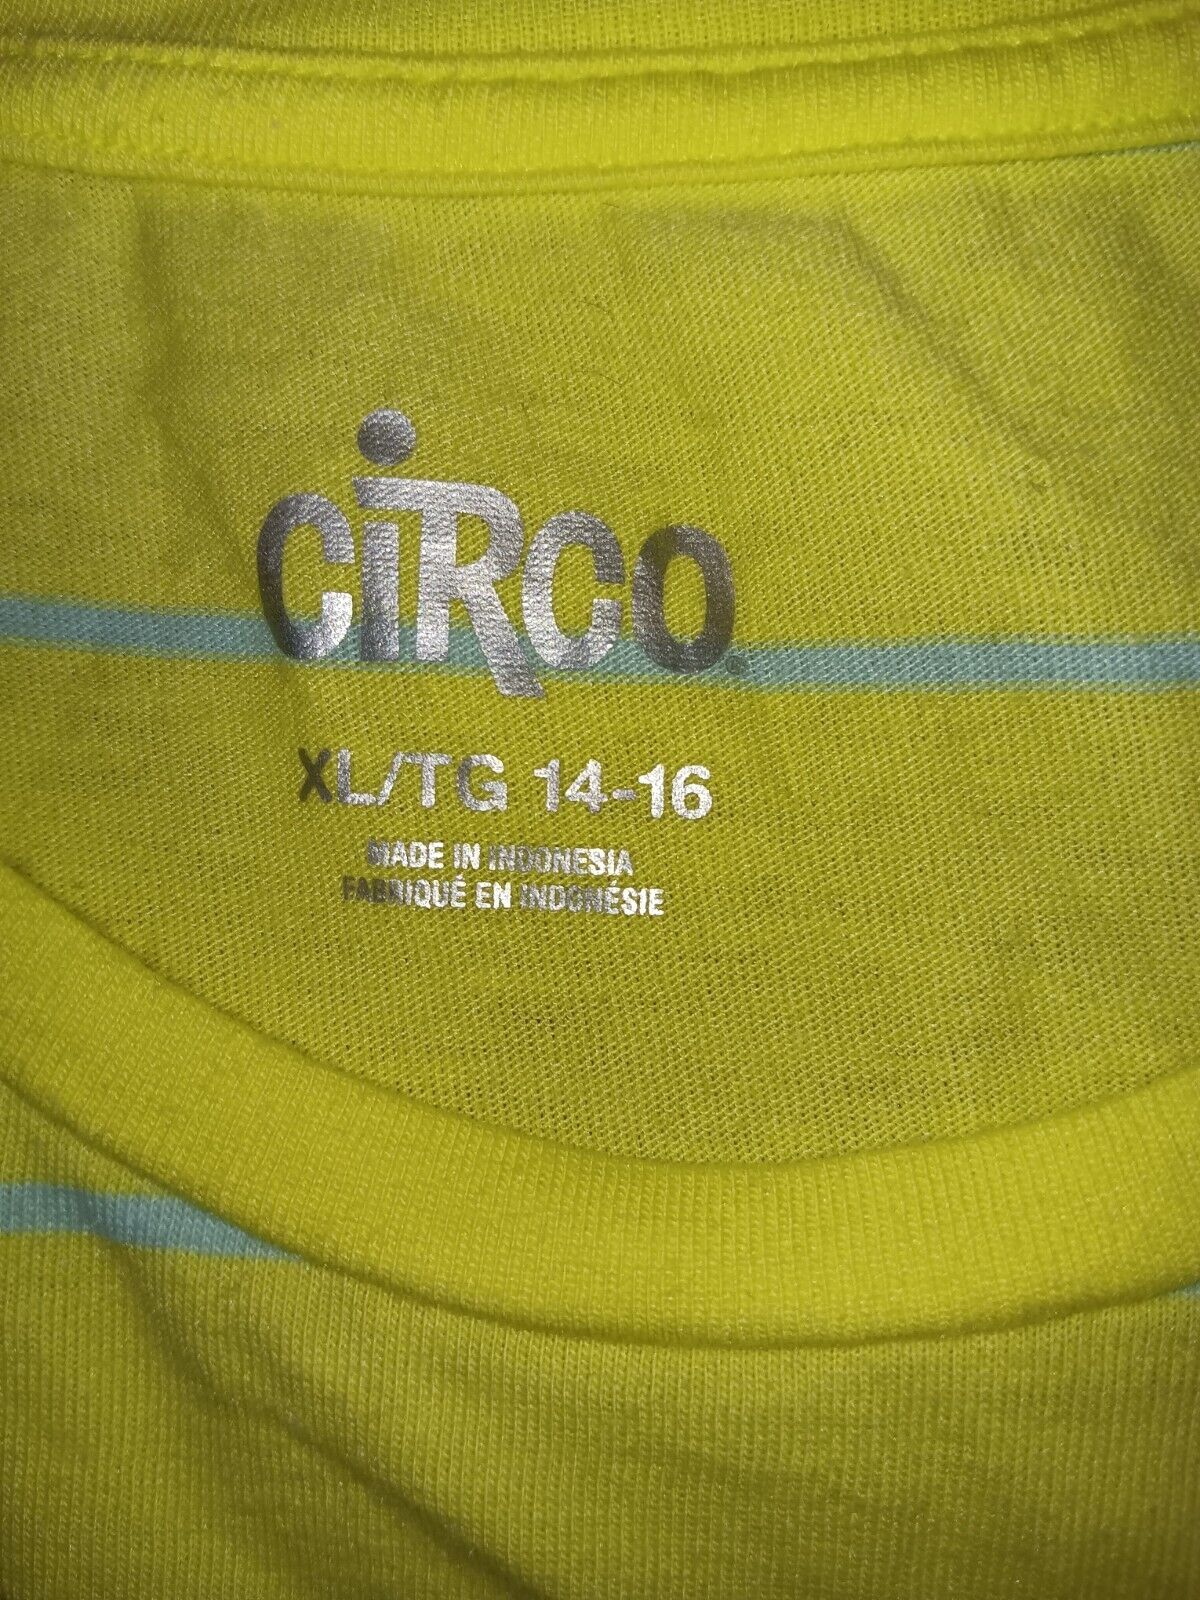 CiRCO®
XL/TG 14-16
MADE IN INDONESIA
FABRIQUÉ EN INDONÉSIE